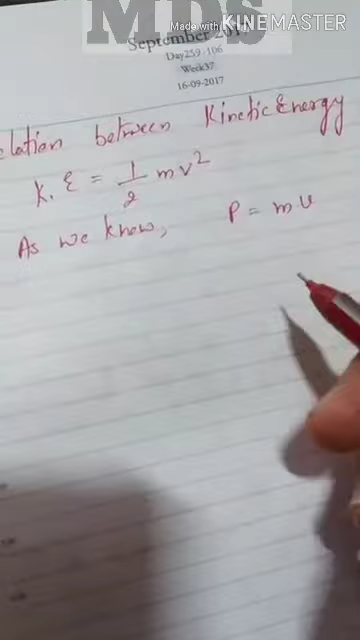 MDS
Made with KINEMASTER
September 2017
Day259-106
Week37
16-09-2017
between Kinetic Energy
K.E = 1/2 mv²
As we know, P = mv